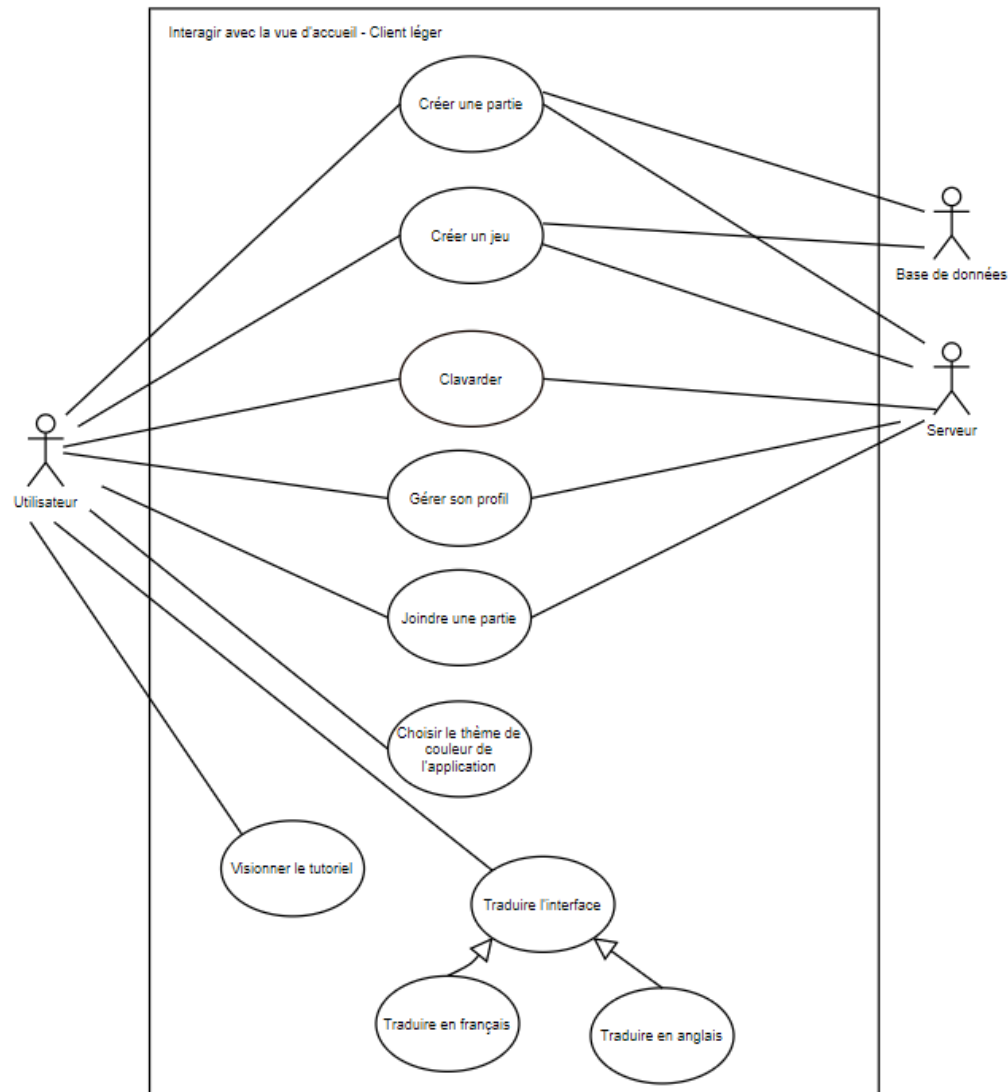 Interagir avec la vue d'accueil - Client léger
Créer une partie
Créer un jeu
Base de données
Clavarder
Serveur
Utilisateur
Gérer son profil
Joindre une partie
Choisir le thème de
couleur de
l'application
Visionner le tutoriel
Traduire l'interface
Traduire en français
Traduire en anglais